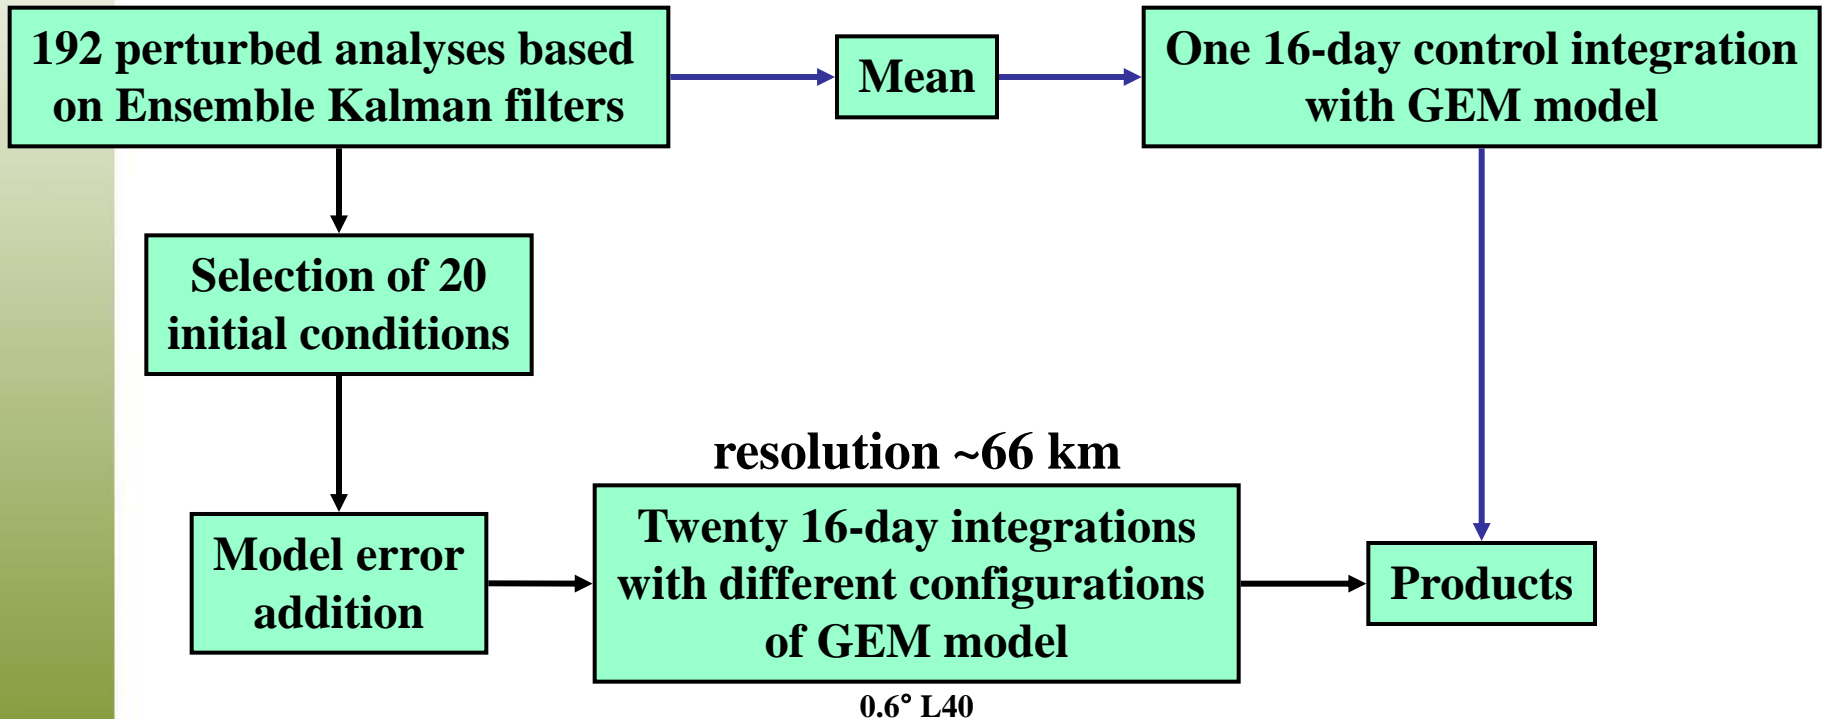 192 perturbed analyses based
on Ensemble Kalman filters
Mean
One 16-day control integration
with GEM model
Selection of 20
initial conditions
Model error
addition
resolution ~66 km
Twenty 16-day integrations
with different configurations
of GEM model
0.6° L40
Products